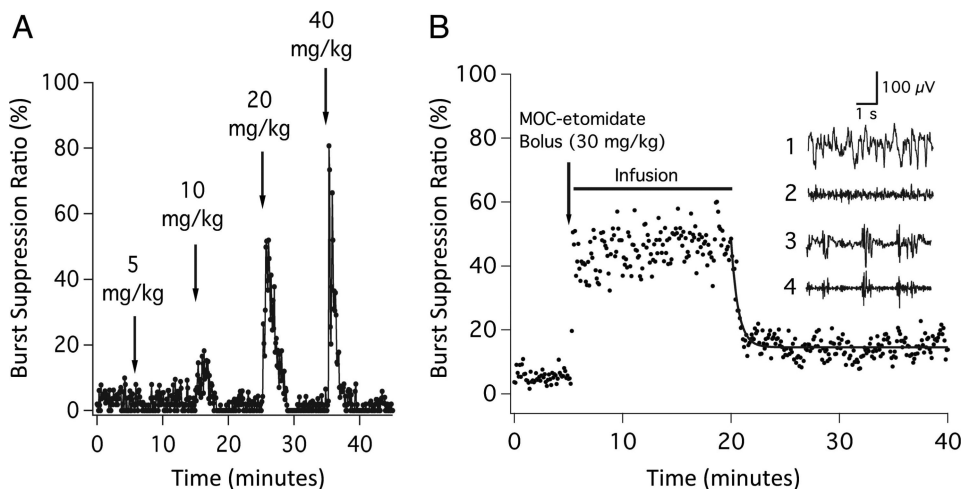 A
Burst Suppression Ratio (%)
100
80
60
40
20
0
5
mg/kg
10
mg/kg
20
mg/kg
40
mg/kg
0 10 20 30 40
Time (minutes)
B
Burst Suppression Ratio (%)
100
80
60
40
20
0
MOC-etomidate
Bolus (30 mg/kg)
Infusion
100 µV
1 s
1
2
3
4
0 10 20 30 40
Time (minutes)